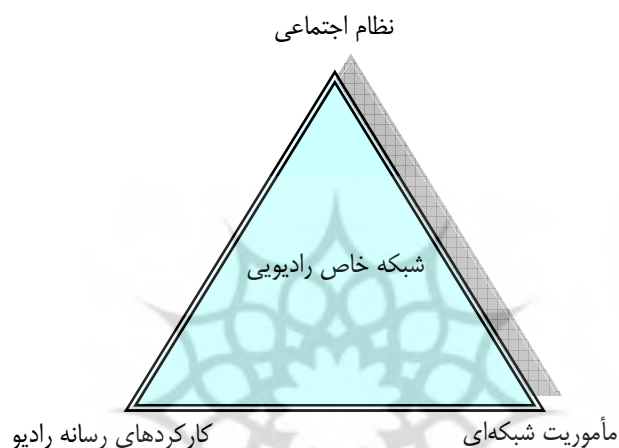 نظام اجتماعی
شبکه خاص رادیویی
مأموریت شبکه‌ای
کارکردهای رسانه رادیو